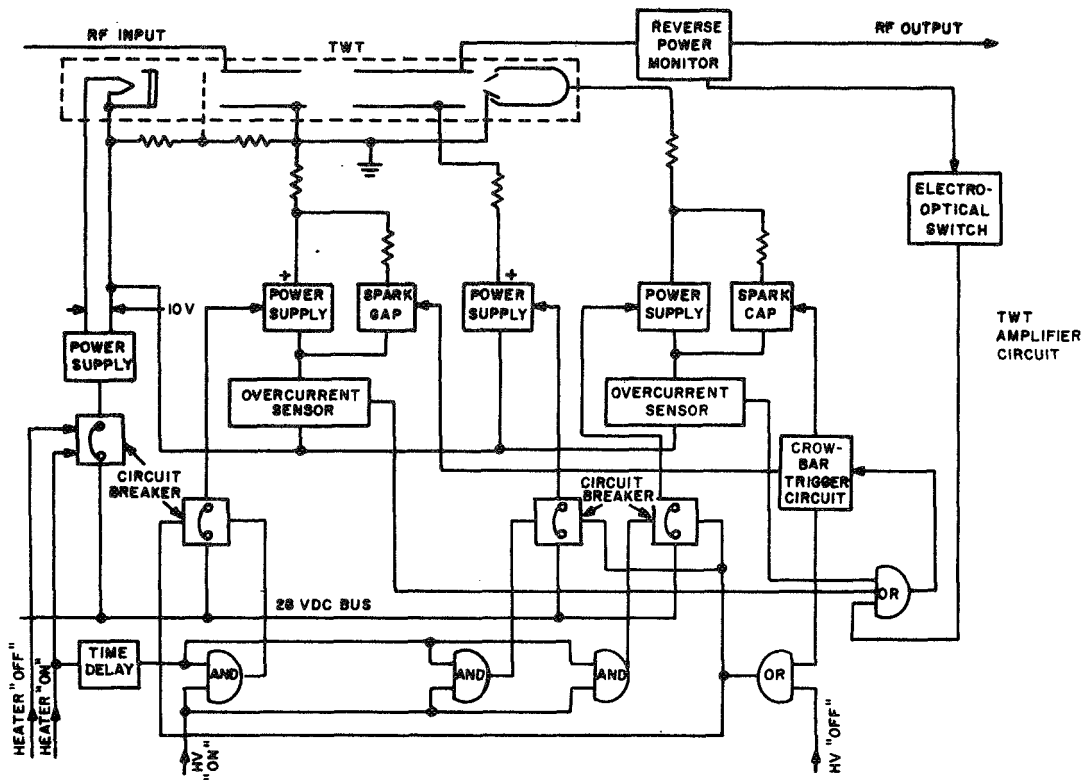 RF INPUT
TWT
REVERSE
POWER
MONITOR
RF OUTPUT
ELECTRO-
OPTICAL
SWITCH
10V
+
POWER
SUPPLY
SPARK
GAP
+
POWER
SUPPLY
POWER
SUPPLY
SPARK
CAP
TWT
AMPLIFIER
CIRCUIT
POWER
SUPPLY
OVERCURRENT
SENSOR
OVERCURRENT
SENSOR
CROW-
BAR
TRIGGER
CIRCUIT
CIRCUIT
BREAKER
CIRCUIT
BREAKER
OR
28 VDC BUS
TIME
DELAY
AND
AND
AND
OR
HEATER "OFF"
HEATER "ON"
HV
"ON"
HV "OFF"